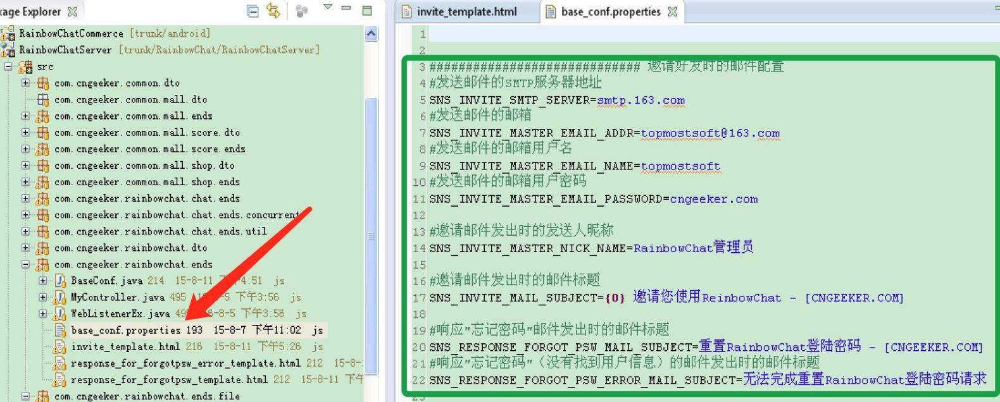 kage Explorer
RainbowChatCommerce [trunk/android]
RainbowChatServer [trunk/RainbowChat/RainbowChatServer]
src
com.cngeeker.common.dto
com.cngeeker.common.mall.dto
com.cngeeker.common.mall.ends
com.cngeeker.common.mall.score.dto
com.cngeeker.common.mall.score.ends
com.cngeeker.common.mall.shop.dto
com.cngeeker.common.mall.shop.ends
com.cngeeker.rainbowchat.chat.ends
com.cngeeker.rainbowchat.chat.ends.concurrent
com.cngeeker.rainbowchat.chat.ends.util
com.cngeeker.rainbowchat.dto
com.cngeeker.rainbowchat.ends
BaseConf.java 214 15-8-11 下午4:51 js
MyController.java 495 下午3:56 js
WebListenerEx.java 495 下午3:56 js
base_conf.properties 193 15-8-7 下午11:02 js
invite_template.html 216 15-8-11 下午5:26 js
response_for_forgotpsw_error_template.html 212 15-8-
response_for_forgotpsw_template.html 212 15-8-11 下午
com.cngeeker.rainbowchat.ends.file
invite_template.html
base_conf.properties
1
2
3 ############################# 邀请好友时的邮件配置
4 #发送邮件的SMTP服务器地址
5 SNS_INVITE_SMTP_SERVER=smtp.163.com
6 #发送邮件的邮箱
7 SNS_INVITE_MASTER_EMAIL_ADDR=topmostsoft@163.com
8 #发送邮件的邮箱用户名
9 SNS_INVITE_MASTER_EMAIL_NAME=topmostsoft
10 #发送邮件的邮箱用户密码
11 SNS_INVITE_MASTER_EMAIL_PASSWORD=cngeeker.com
12
13 #邀请邮件发出时的发送人昵称
14 SNS_INVITE_MASTER_NICK_NAME=RainbowChat管理员
15
16 #邀请邮件发出时的邮件标题
17 SNS_INVITE_MAIL_SUBJECT={0} 邀请您使用ReinbowChat - [CNGEEKER.COM]
18
19 #响应"忘记密码"邮件发出时的邮件标题
20 SNS_RESPONSE_FORGOT_PSW_MAIL_SUBJECT=重置RainbowChat登陆密码 - [CNGEEKER.COM]
21 #响应"忘记密码"（没有找到用户信息）的邮件发出时的邮件标题
22 SNS_RESPONSE_FORGOT_PSW_ERROR_MAIL_SUBJECT=无法完成重置RainbowChat登陆密码请求
23